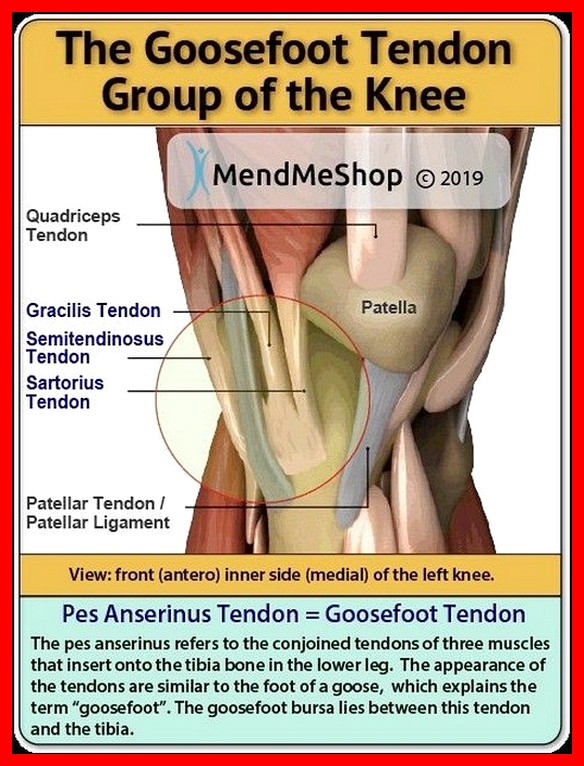 The Goosefoot Tendon
Group of the Knee
MendMeShop © 2019
Quadriceps
Tendon
Patella
Gracilis Tendon
Semitendinosus
Tendon
Sartorius
Tendon
Patellar Tendon /
Patellar Ligament
View: front (antero) inner side (medial) of the left knee.
Pes Anserinus Tendon = Goosefoot Tendon
The pes anserinus refers to the conjoined tendons of three muscles
that insert onto the tibia bone in the lower leg. The appearance of
the tendons are similar to the foot of a goose, which explains the
term “goosefoot”. The goosefoot bursa lies between this tendon
and the tibia.